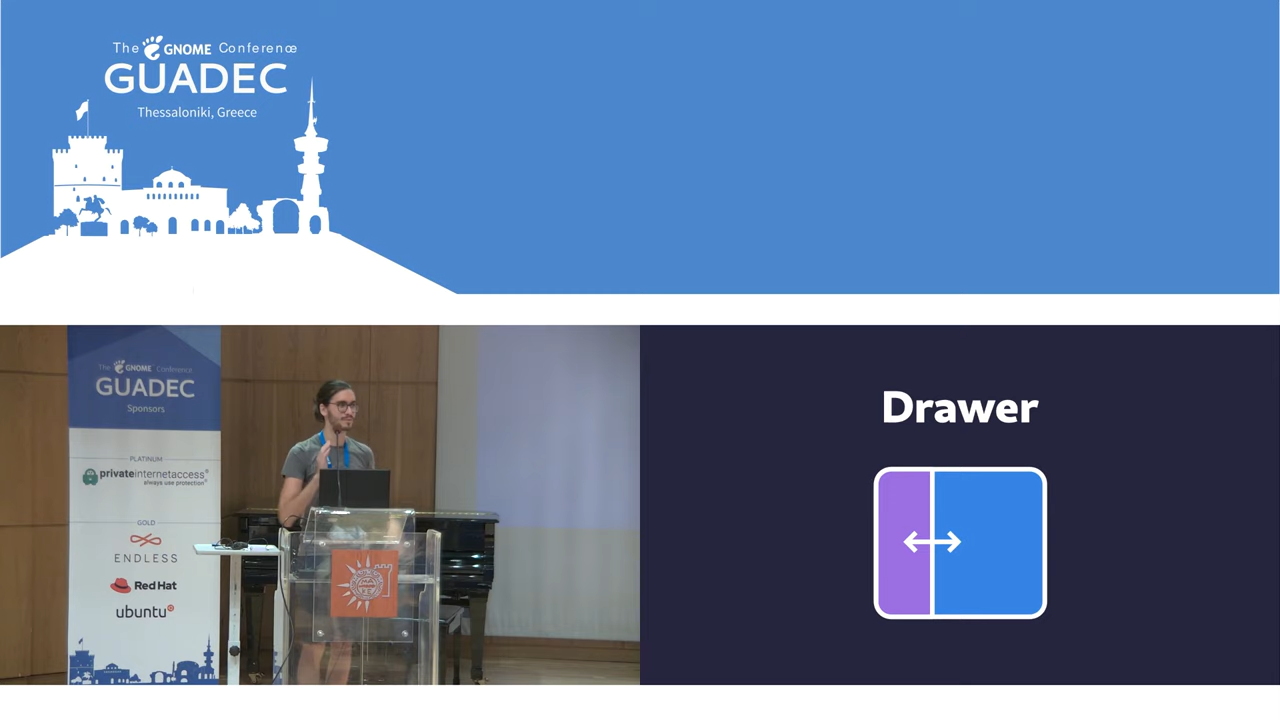 The GNOME Conference
GUADEC
Thessaloniki, Greece
The GNOME Conference
GUADEC
Sponsors
PLATINUM
privateinternetaccess®
always use protection®
GOLD
ENDLESS
Red Hat
ubuntu®
Drawer